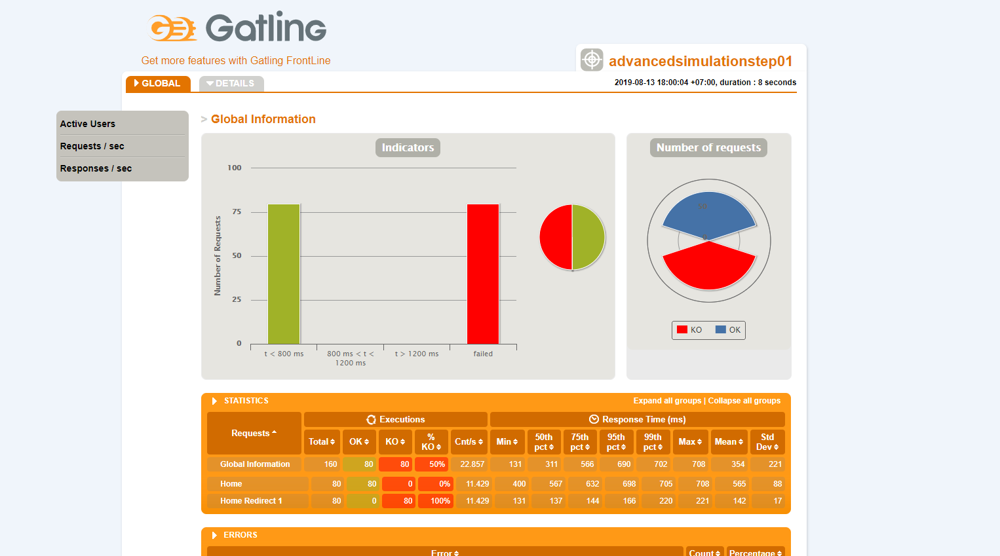 Gatling
Get more features with Gatling FrontLine
advancedsimulationstep01
GLOBAL
DETAILS
2019-08-13 18:00:04 +07:00, duration : 8 seconds
Active Users
Requests / sec
Responses / sec
> Global Information
Indicators
100
75
50
25
0
Number of Requests
t < 800 ms
800 ms < t <
1200 ms
t > 1200 ms
failed
Number of requests
50
0
KO
OK
STATISTICS
Expand all groups | Collapse all groups
Requests
Executions
Response Time (ms)
Total OK KO % KO Cnt/s Min 50th pct 75th pct 95th pct 99th pct Max Mean Std Dev
Global Information 160 80 80 50% 22.857 131 311 566 690 702 708 354 221
Home 80 80 0 0% 11.429 400 567 632 698 705 708 565 88
Home Redirect 1 80 0 80 100% 11.429 131 137 144 166 220 221 142 17
ERRORS
Error Count Percentage